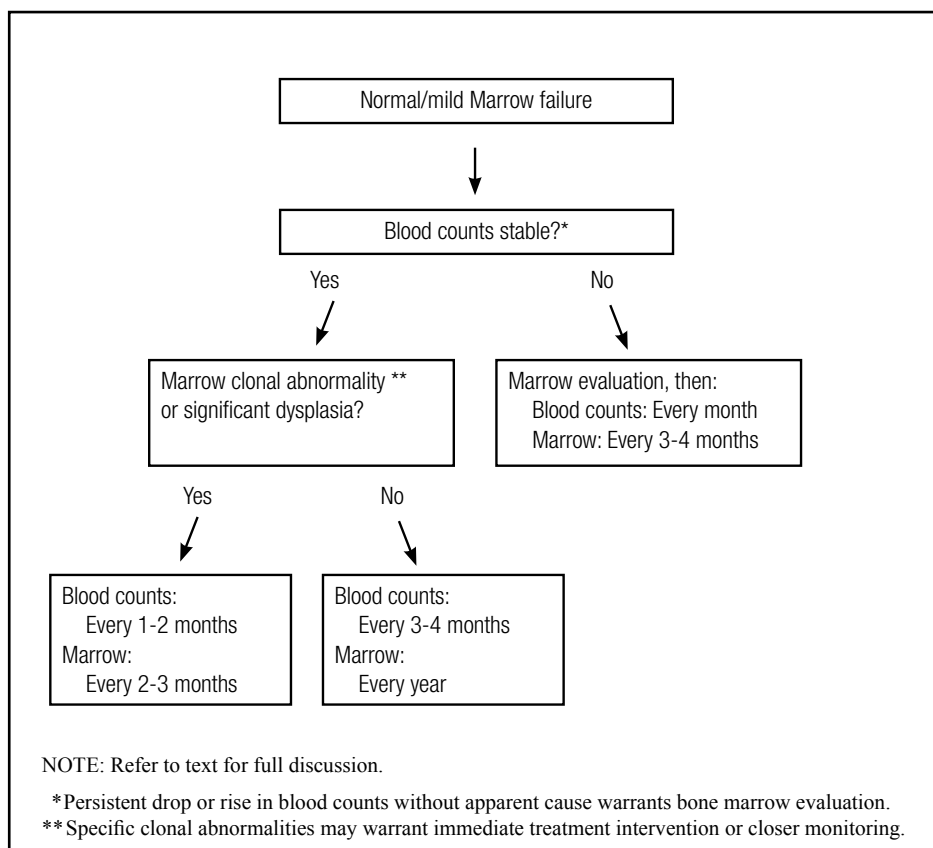 Normal/mild Marrow failure
Blood counts stable?*
Yes
No
Marrow clonal abnormality **
or significant dysplasia?
Marrow evaluation, then:
Blood counts: Every month
Marrow: Every 3-4 months
Yes
No
Blood counts:
Every 1-2 months
Marrow:
Every 2-3 months
Blood counts:
Every 3-4 months
Marrow:
Every year
NOTE: Refer to text for full discussion.
*Persistent drop or rise in blood counts without apparent cause warrants bone marrow evaluation.
**Specific clonal abnormalities may warrant immediate treatment intervention or closer monitoring.